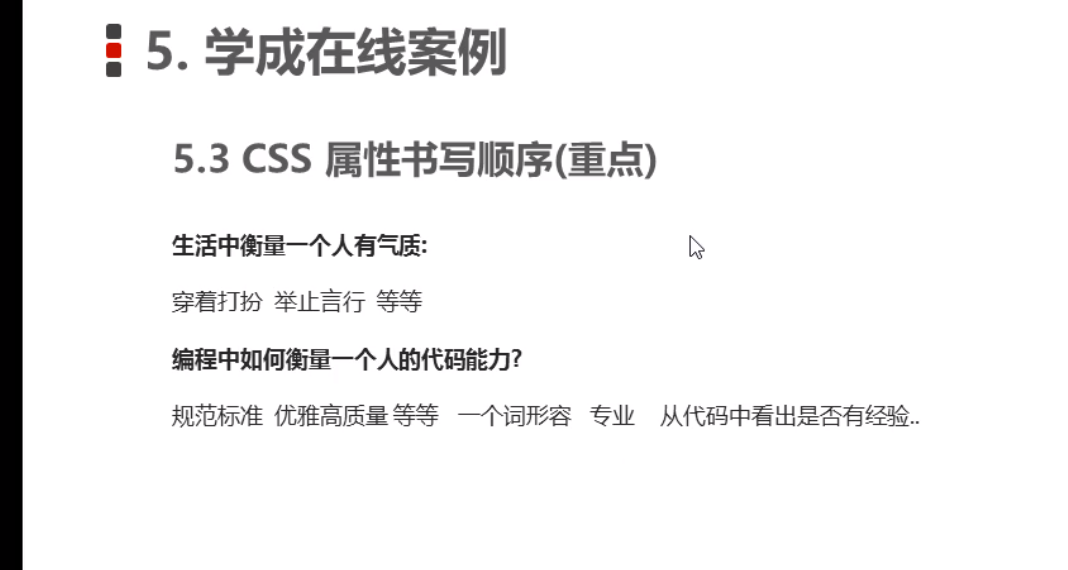 5. 学成在线案例
5.3 CSS 属性书写顺序(重点)
生活中衡量一个人有气质:
穿着打扮 举止言行 等等
编程中如何衡量一个人的代码能力?
规范标准 优雅高质量 等等 一个词形容 专业 从代码中看出是否有经验..